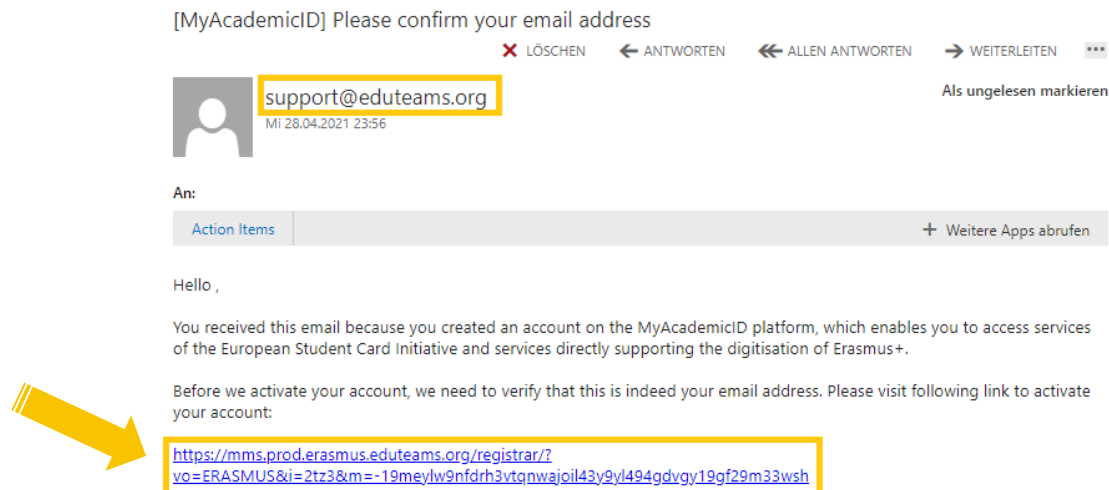 [MyAcademicID] Please confirm your email address
LÖSCHEN ANTWORTEN ALLEN ANTWORTEN WEITERLEITEN ...
support@eduteams.org
Als ungelesen markieren
Mi 28.04.2021 23:56
An:
Action Items + Weitere Apps abrufen
Hello ,
You received this email because you created an account on the MyAcademicID platform, which enables you to access services
of the European Student Card Initiative and services directly supporting the digitisation of Erasmus+.
Before we activate your account, we need to verify that this is indeed your email address. Please visit following link to activate
your account:
https://mms.prod.erasmus.eduteams.org/registrar/?
vo=ERASMUS&i=2tz3&m=-19meylw9nfdrh3vtqnwajoil43y9yl494gdvgy19gf29m33wsh